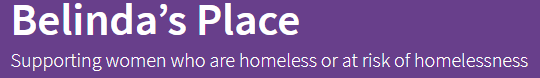 Belinda’s Place
Supporting women who are homeless or at risk of homelessness